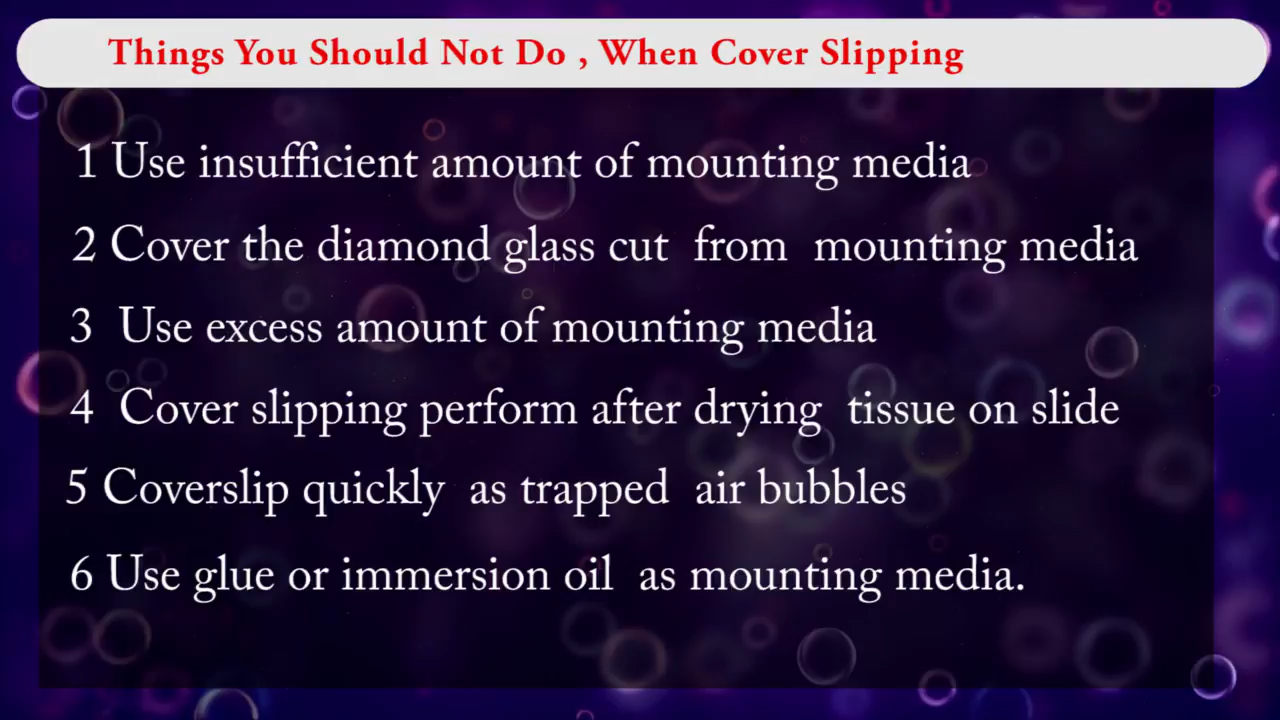 Things You Should Not Do , When Cover Slipping
1 Use insufficient amount of mounting media
2 Cover the diamond glass cut from mounting media
3 Use excess amount of mounting media
4 Cover slipping perform after drying tissue on slide
5 Coverslip quickly as trapped air bubbles
6 Use glue or immersion oil as mounting media.